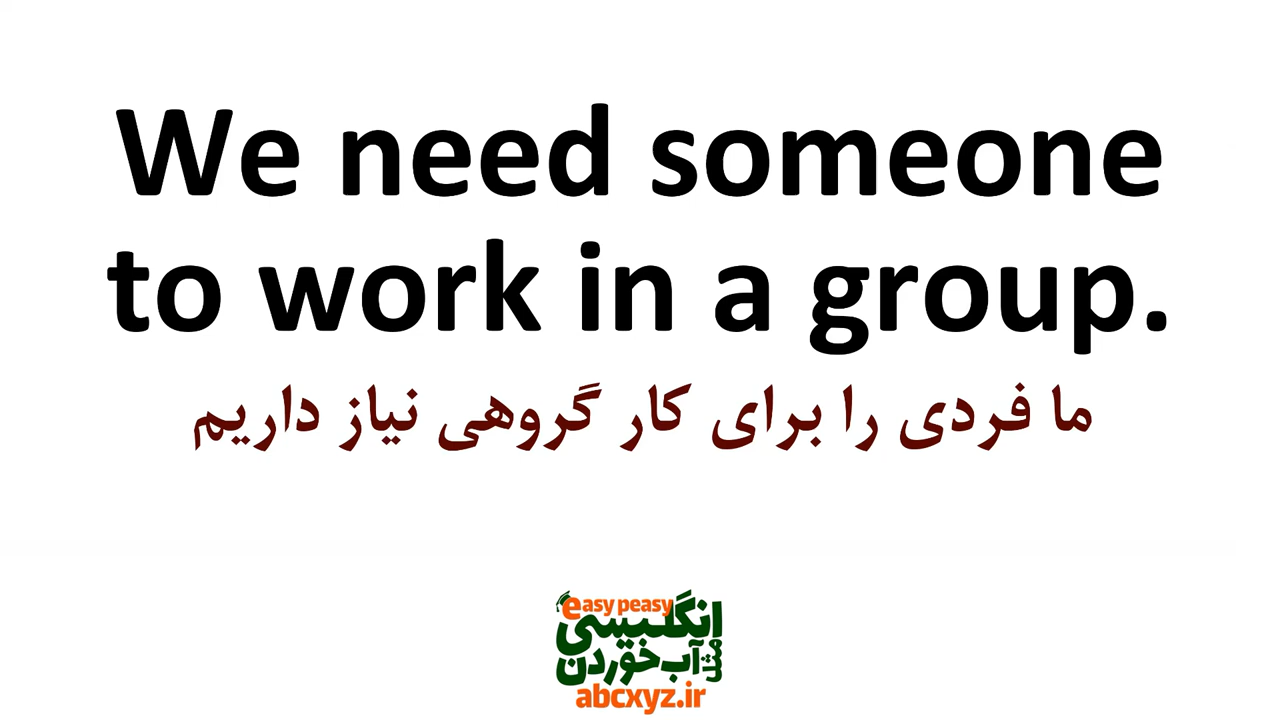 We need someone
to work in a group.
ما فردی را برای کار گروهی نیاز داریم
easy peasy
انگلیسی
مثل آب خوردن
abcxyz.ir